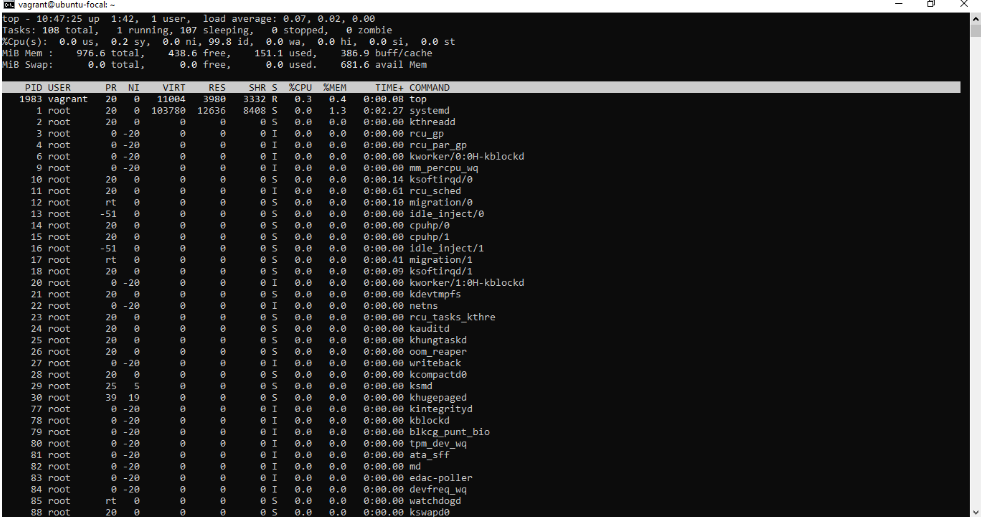 vagrant@ubuntu-focal: ~
top - 10:47:25 up  1:42,  1 user,  load average: 0.07, 0.02, 0.00
Tasks: 108 total,   1 running, 107 sleeping,   0 stopped,   0 zombie
%Cpu(s):  0.0 us,  0.2 sy,  0.0 ni, 99.8 id,  0.0 wa,  0.0 hi,  0.0 si,  0.0 st
MiB Mem :    976.6 total,    438.6 free,    151.1 used,    386.9 buff/cache
MiB Swap:      0.0 total,      0.0 free,      0.0 used.    681.6 avail Mem
PID USER      PR  NI    VIRT    RES    SHR S  %CPU  %MEM     TIME+ COMMAND
1983 vagrant   20   0   11004   3980   3332 R   0.3   0.4   0:00.08 top
1 root      20   0  103780  12636   8408 S   0.0   1.3   0:02.27 systemd
2 root      20   0       0      0      0 S   0.0   0.0   0:00.00 kthreadd
3 root       0 -20       0      0      0 I   0.0   0.0   0:00.00 rcu_gp
4 root       0 -20       0      0      0 I   0.0   0.0   0:00.00 rcu_par_gp
6 root       0 -20       0      0      0 I   0.0   0.0   0:00.00 kworker/0:0H-kblockd
9 root       0 -20       0      0      0 I   0.0   0.0   0:00.00 mm_percpu_wq
10 root      20   0       0      0      0 S   0.0   0.0   0:00.14 ksoftirqd/0
11 root      20   0       0      0      0 I   0.0   0.0   0:00.61 rcu_sched
12 root      rt   0       0      0      0 S   0.0   0.0   0:00.10 migration/0
13 root     -51   0       0      0      0 S   0.0   0.0   0:00.00 idle_inject/0
14 root      20   0       0      0      0 S   0.0   0.0   0:00.00 cpuhp/0
15 root      20   0       0      0      0 S   0.0   0.0   0:00.00 cpuhp/1
16 root     -51   0       0      0      0 S   0.0   0.0   0:00.00 idle_inject/1
17 root      rt   0       0      0      0 S   0.0   0.0   0:00.41 migration/1
18 root      20   0       0      0      0 S   0.0   0.0   0:00.09 ksoftirqd/1
20 root       0 -20       0      0      0 I   0.0   0.0   0:00.00 kworker/1:0H-kblockd
21 root      20   0       0      0      0 S   0.0   0.0   0:00.00 kdevtmpfs
22 root       0 -20       0      0      0 I   0.0   0.0   0:00.00 netns
23 root      20   0       0      0      0 S   0.0   0.0   0:00.00 rcu_tasks_kthre
24 root      20   0       0      0      0 S   0.0   0.0   0:00.00 kauditd
25 root      20   0       0      0      0 S   0.0   0.0   0:00.00 khungtaskd
26 root      20   0       0      0      0 S   0.0   0.0   0:00.00 oom_reaper
27 root       0 -20       0      0      0 I   0.0   0.0   0:00.00 writeback
28 root      20   0       0      0      0 S   0.0   0.0   0:00.00 kcompactd0
29 root      25   5       0      0      0 S   0.0   0.0   0:00.00 ksmd
30 root      39  19       0      0      0 S   0.0   0.0   0:00.00 khugepaged
77 root       0 -20       0      0      0 I   0.0   0.0   0:00.00 kintegrityd
78 root       0 -20       0      0      0 I   0.0   0.0   0:00.00 kblockd
79 root       0 -20       0      0      0 I   0.0   0.0   0:00.00 blkcg_punt_bio
80 root       0 -20       0      0      0 I   0.0   0.0   0:00.00 tpm_dev_wq
81 root       0 -20       0      0      0 I   0.0   0.0   0:00.00 ata_sff
82 root       0 -20       0      0      0 I   0.0   0.0   0:00.00 md
83 root       0 -20       0      0      0 I   0.0   0.0   0:00.00 edac-poller
84 root       0 -20       0      0      0 I   0.0   0.0   0:00.00 devfreq_wq
85 root      rt   0       0      0      0 S   0.0   0.0   0:00.00 watchdogd
88 root      20   0       0      0      0 S   0.0   0.0   0:00.00 kswapd0